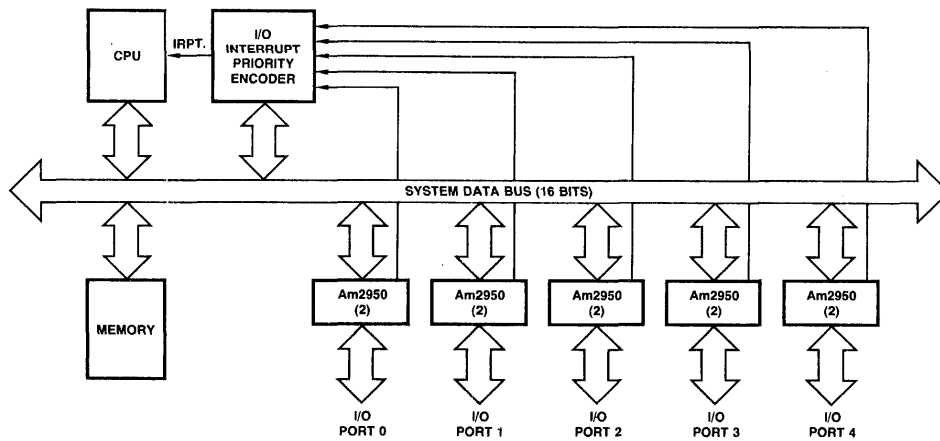 CPU
IRPT.
I/O
INTERRUPT
PRIORITY
ENCODER
SYSTEM DATA BUS (16 BITS)
MEMORY
Am2950
(2)
Am2950
(2)
Am2950
(2)
Am2950
(2)
Am2950
(2)
I/O
PORT 0
I/O
PORT 1
I/O
PORT 2
I/O
PORT 3
I/O
PORT 4